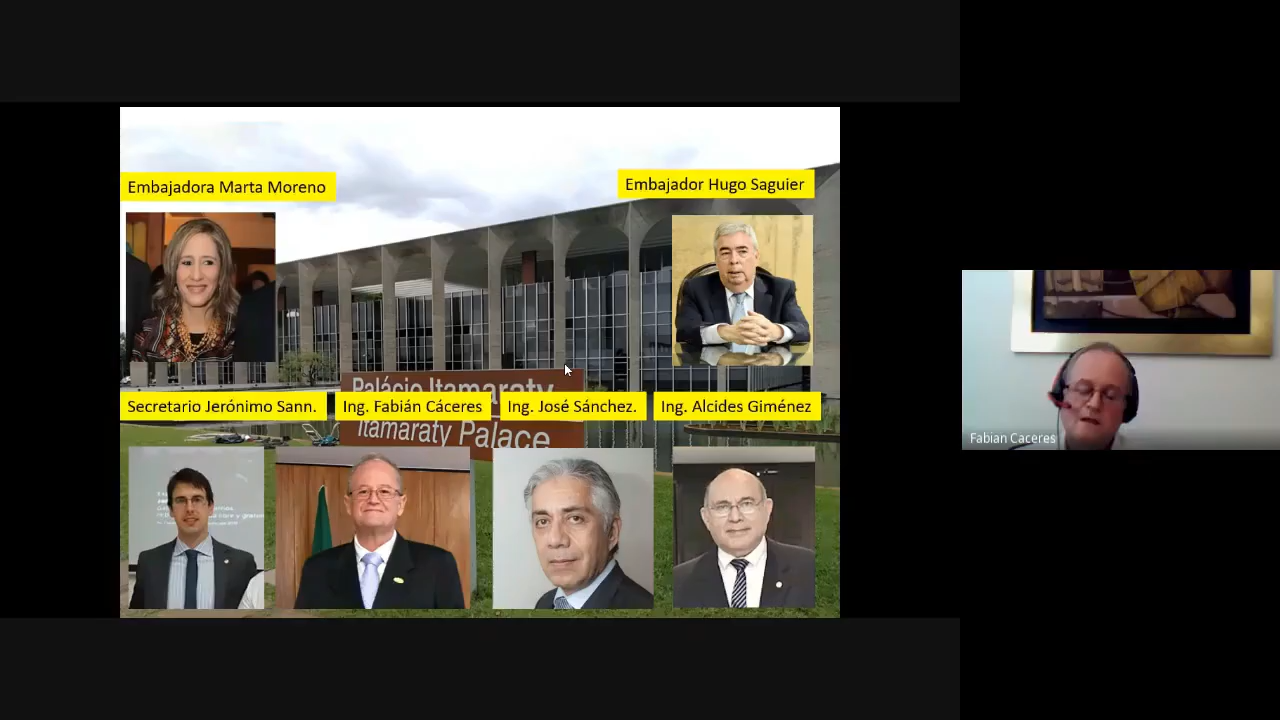 Embajadora Marta Moreno
Embajador Hugo Saguier
Palácio Itamaraty
Secretario Jerónimo Sann.
Ing. Fabián Cáceres
Ing. José Sánchez.
Ing. Alcides Giménez
Itamaraty Palace
Fabian Caceres